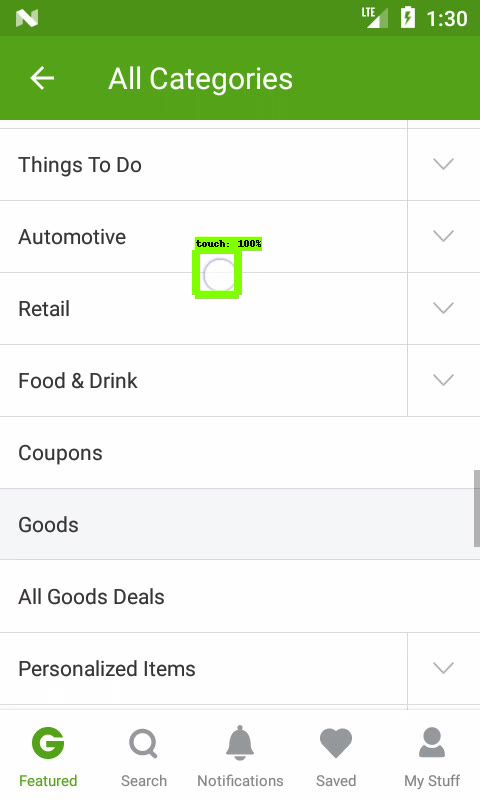 LTE 1:30
All Categories
Things To Do
Automotive
touch: 100%
Retail
Food & Drink
Coupons
Goods
All Goods Deals
Personalized Items
Featured Search Notifications Saved My Stuff